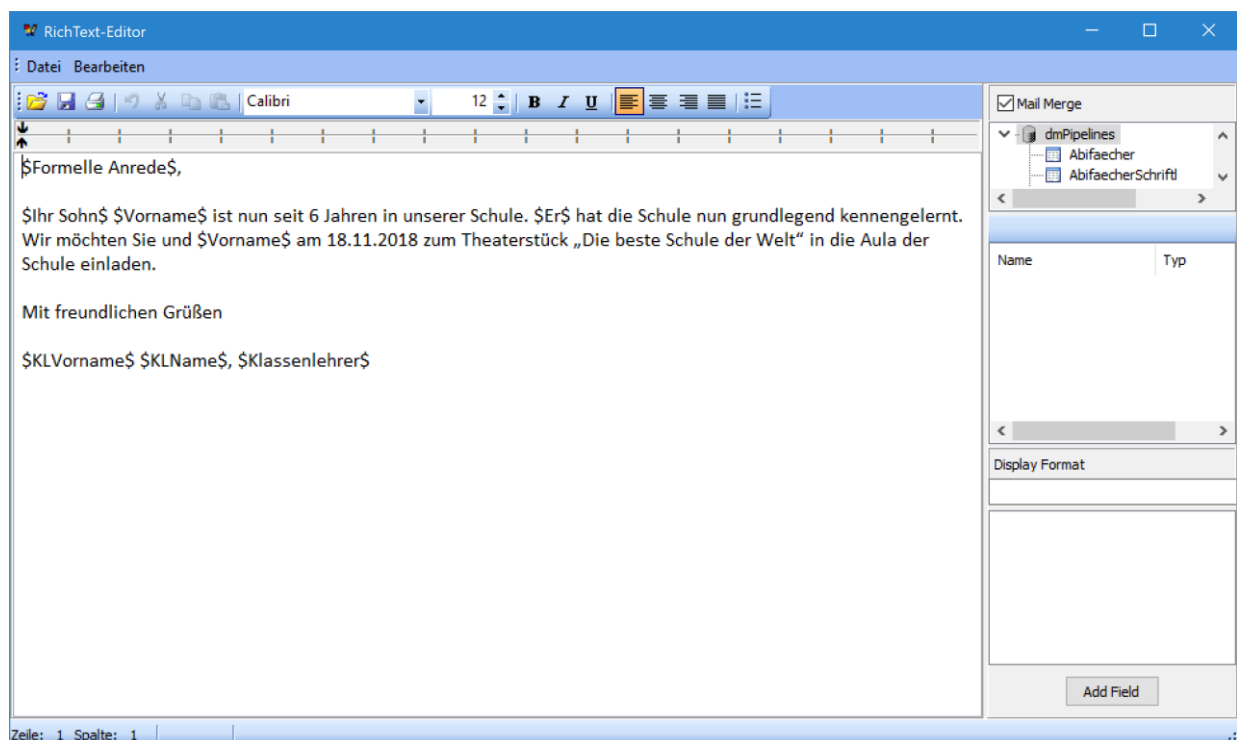 RichText-Editor
Datei Bearbeiten
Calibri 12 B I U
Mail Merge
dmPipelines
Abifaecher
AbifaecherSchriftl
$Formelle Anrede$,
$Ihr Sohn$ $Vorname$ ist nun seit 6 Jahren in unserer Schule. $Er$ hat die Schule nun grundlegend kennengelernt.
Wir möchten Sie und $Vorname$ am 18.11.2018 zum Theaterstück „Die beste Schule der Welt“ in die Aula der
Schule einladen.
Mit freundlichen Grüßen
$KLVorname$ $KLName$, $Klassenlehrer$
Name Typ
Display Format
Add Field
Zeile: 1 Spalte: 1